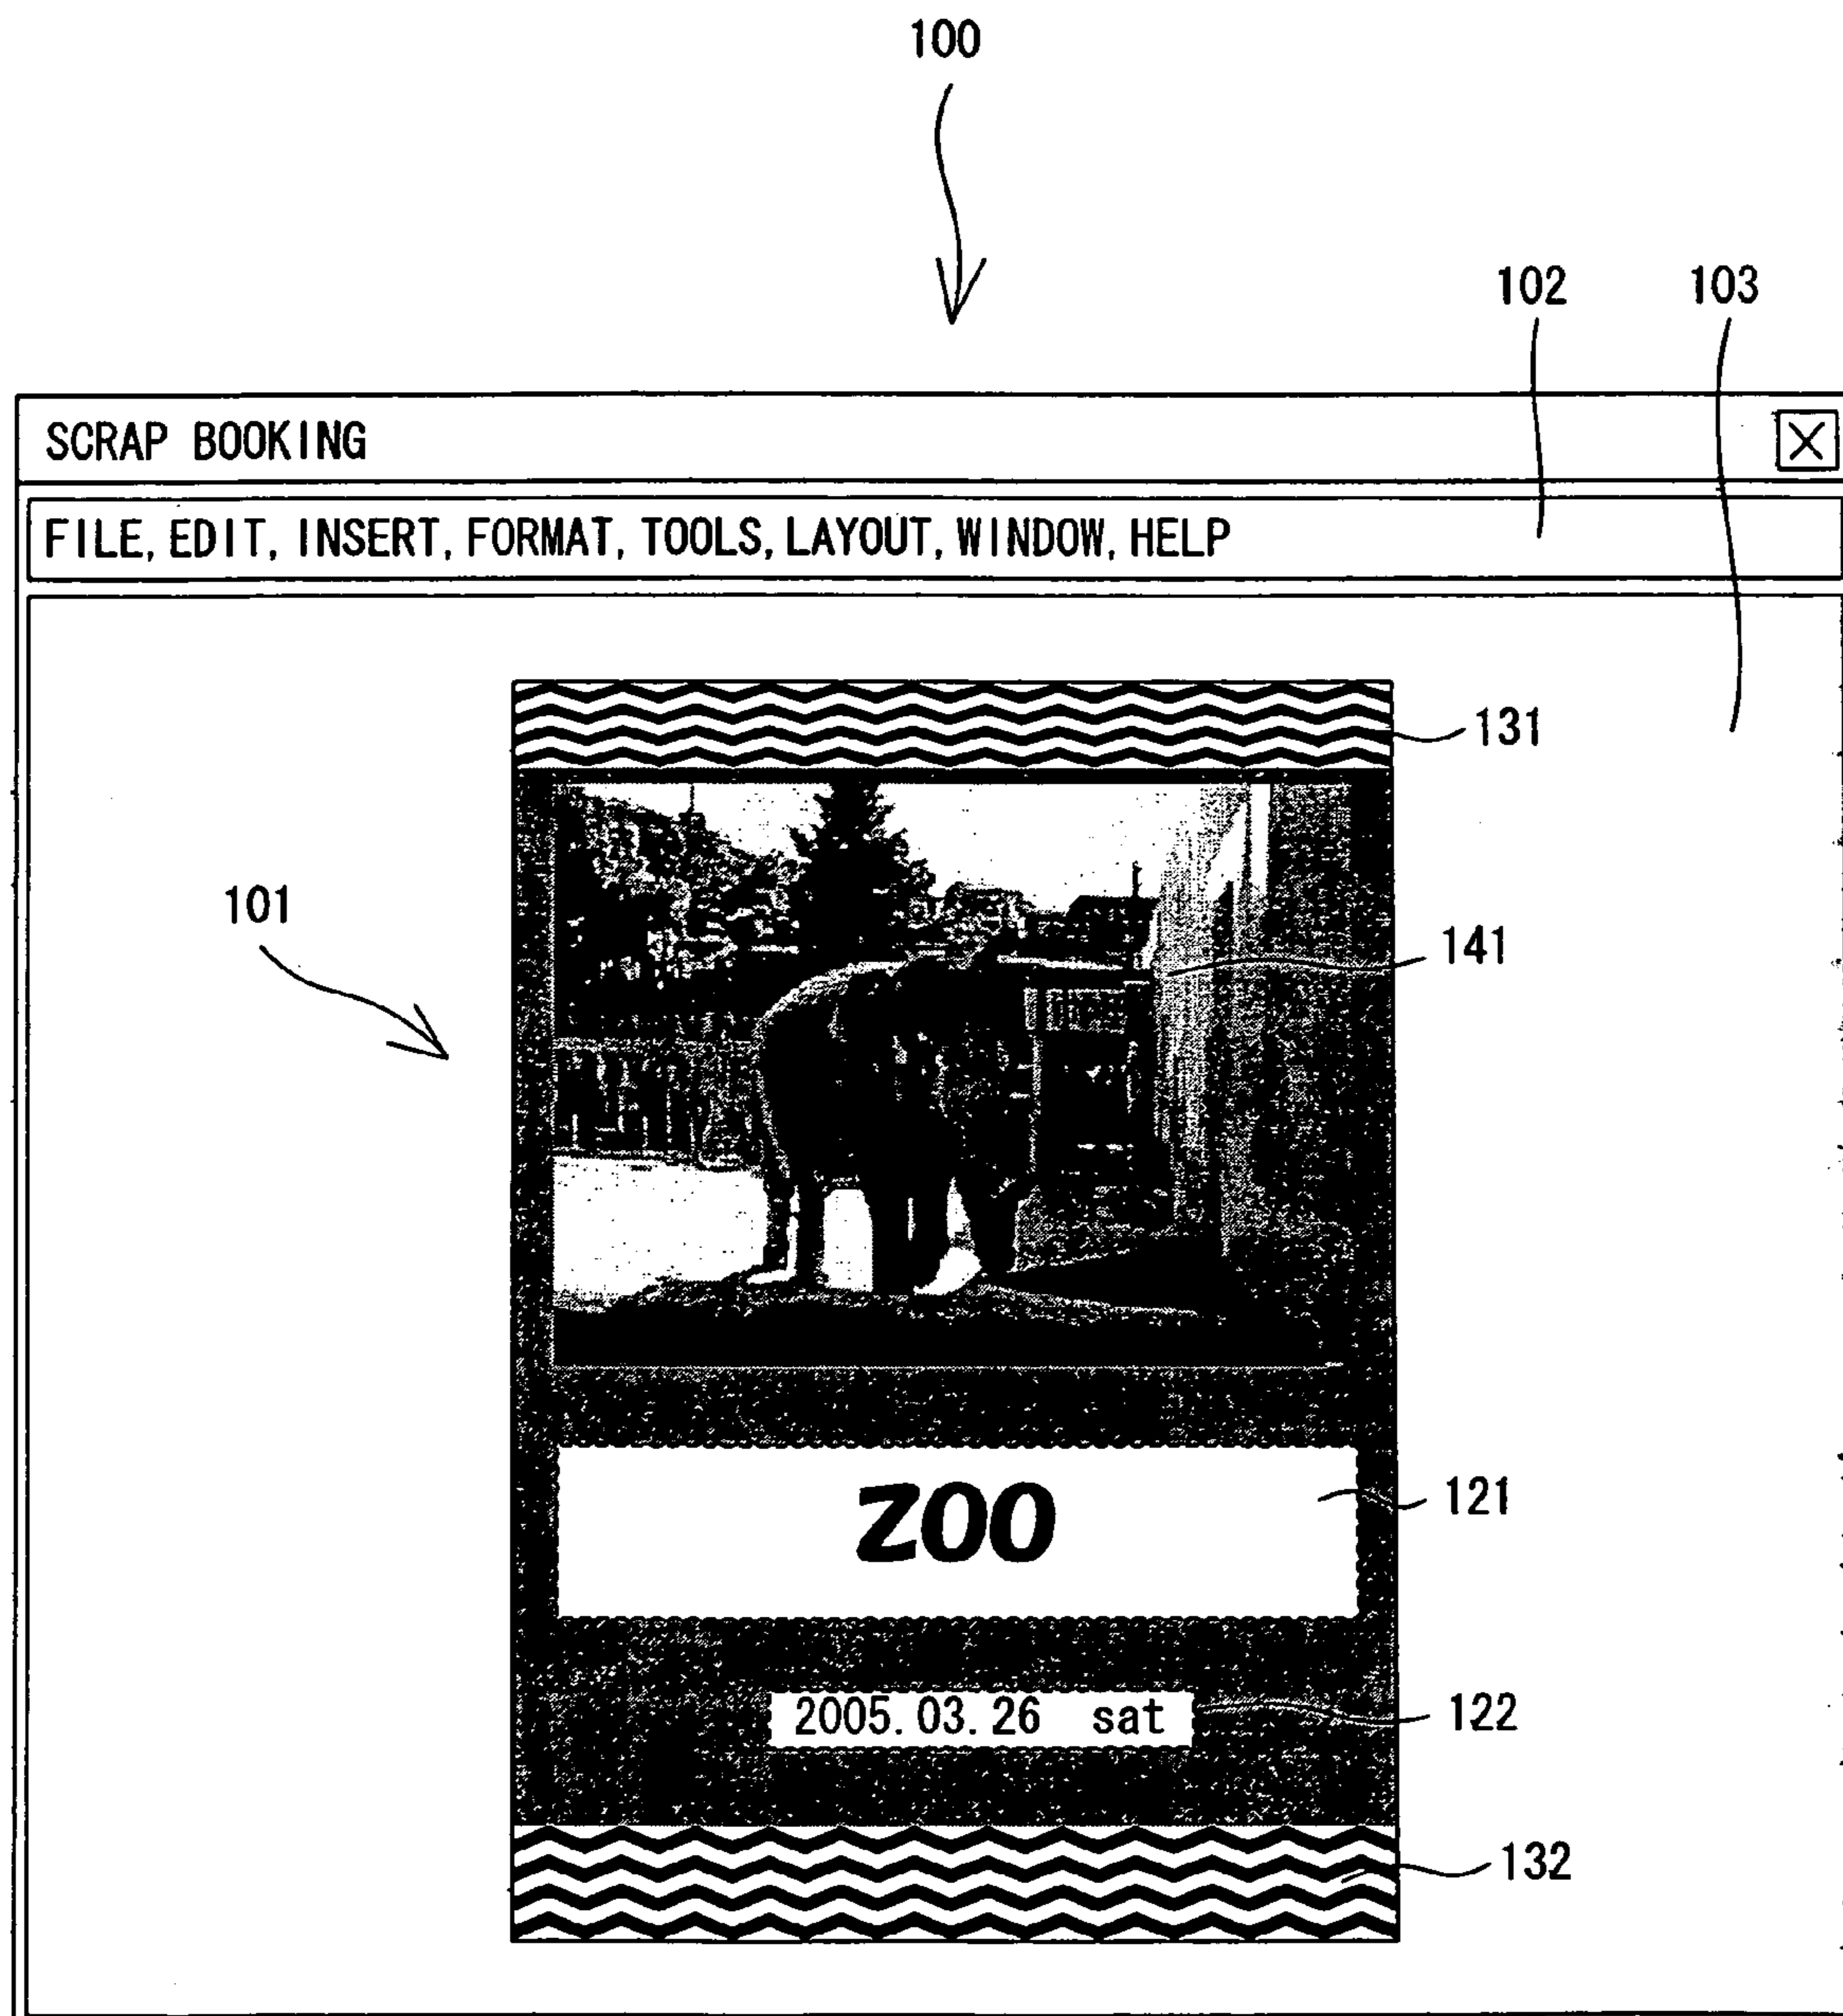 100
102 103
SCRAP BOOKING
FILE, EDIT, INSERT, FORMAT, TOOLS, LAYOUT, WINDOW, HELP
131
101
141
ZOO
121
2005.03.26 sat
122
132